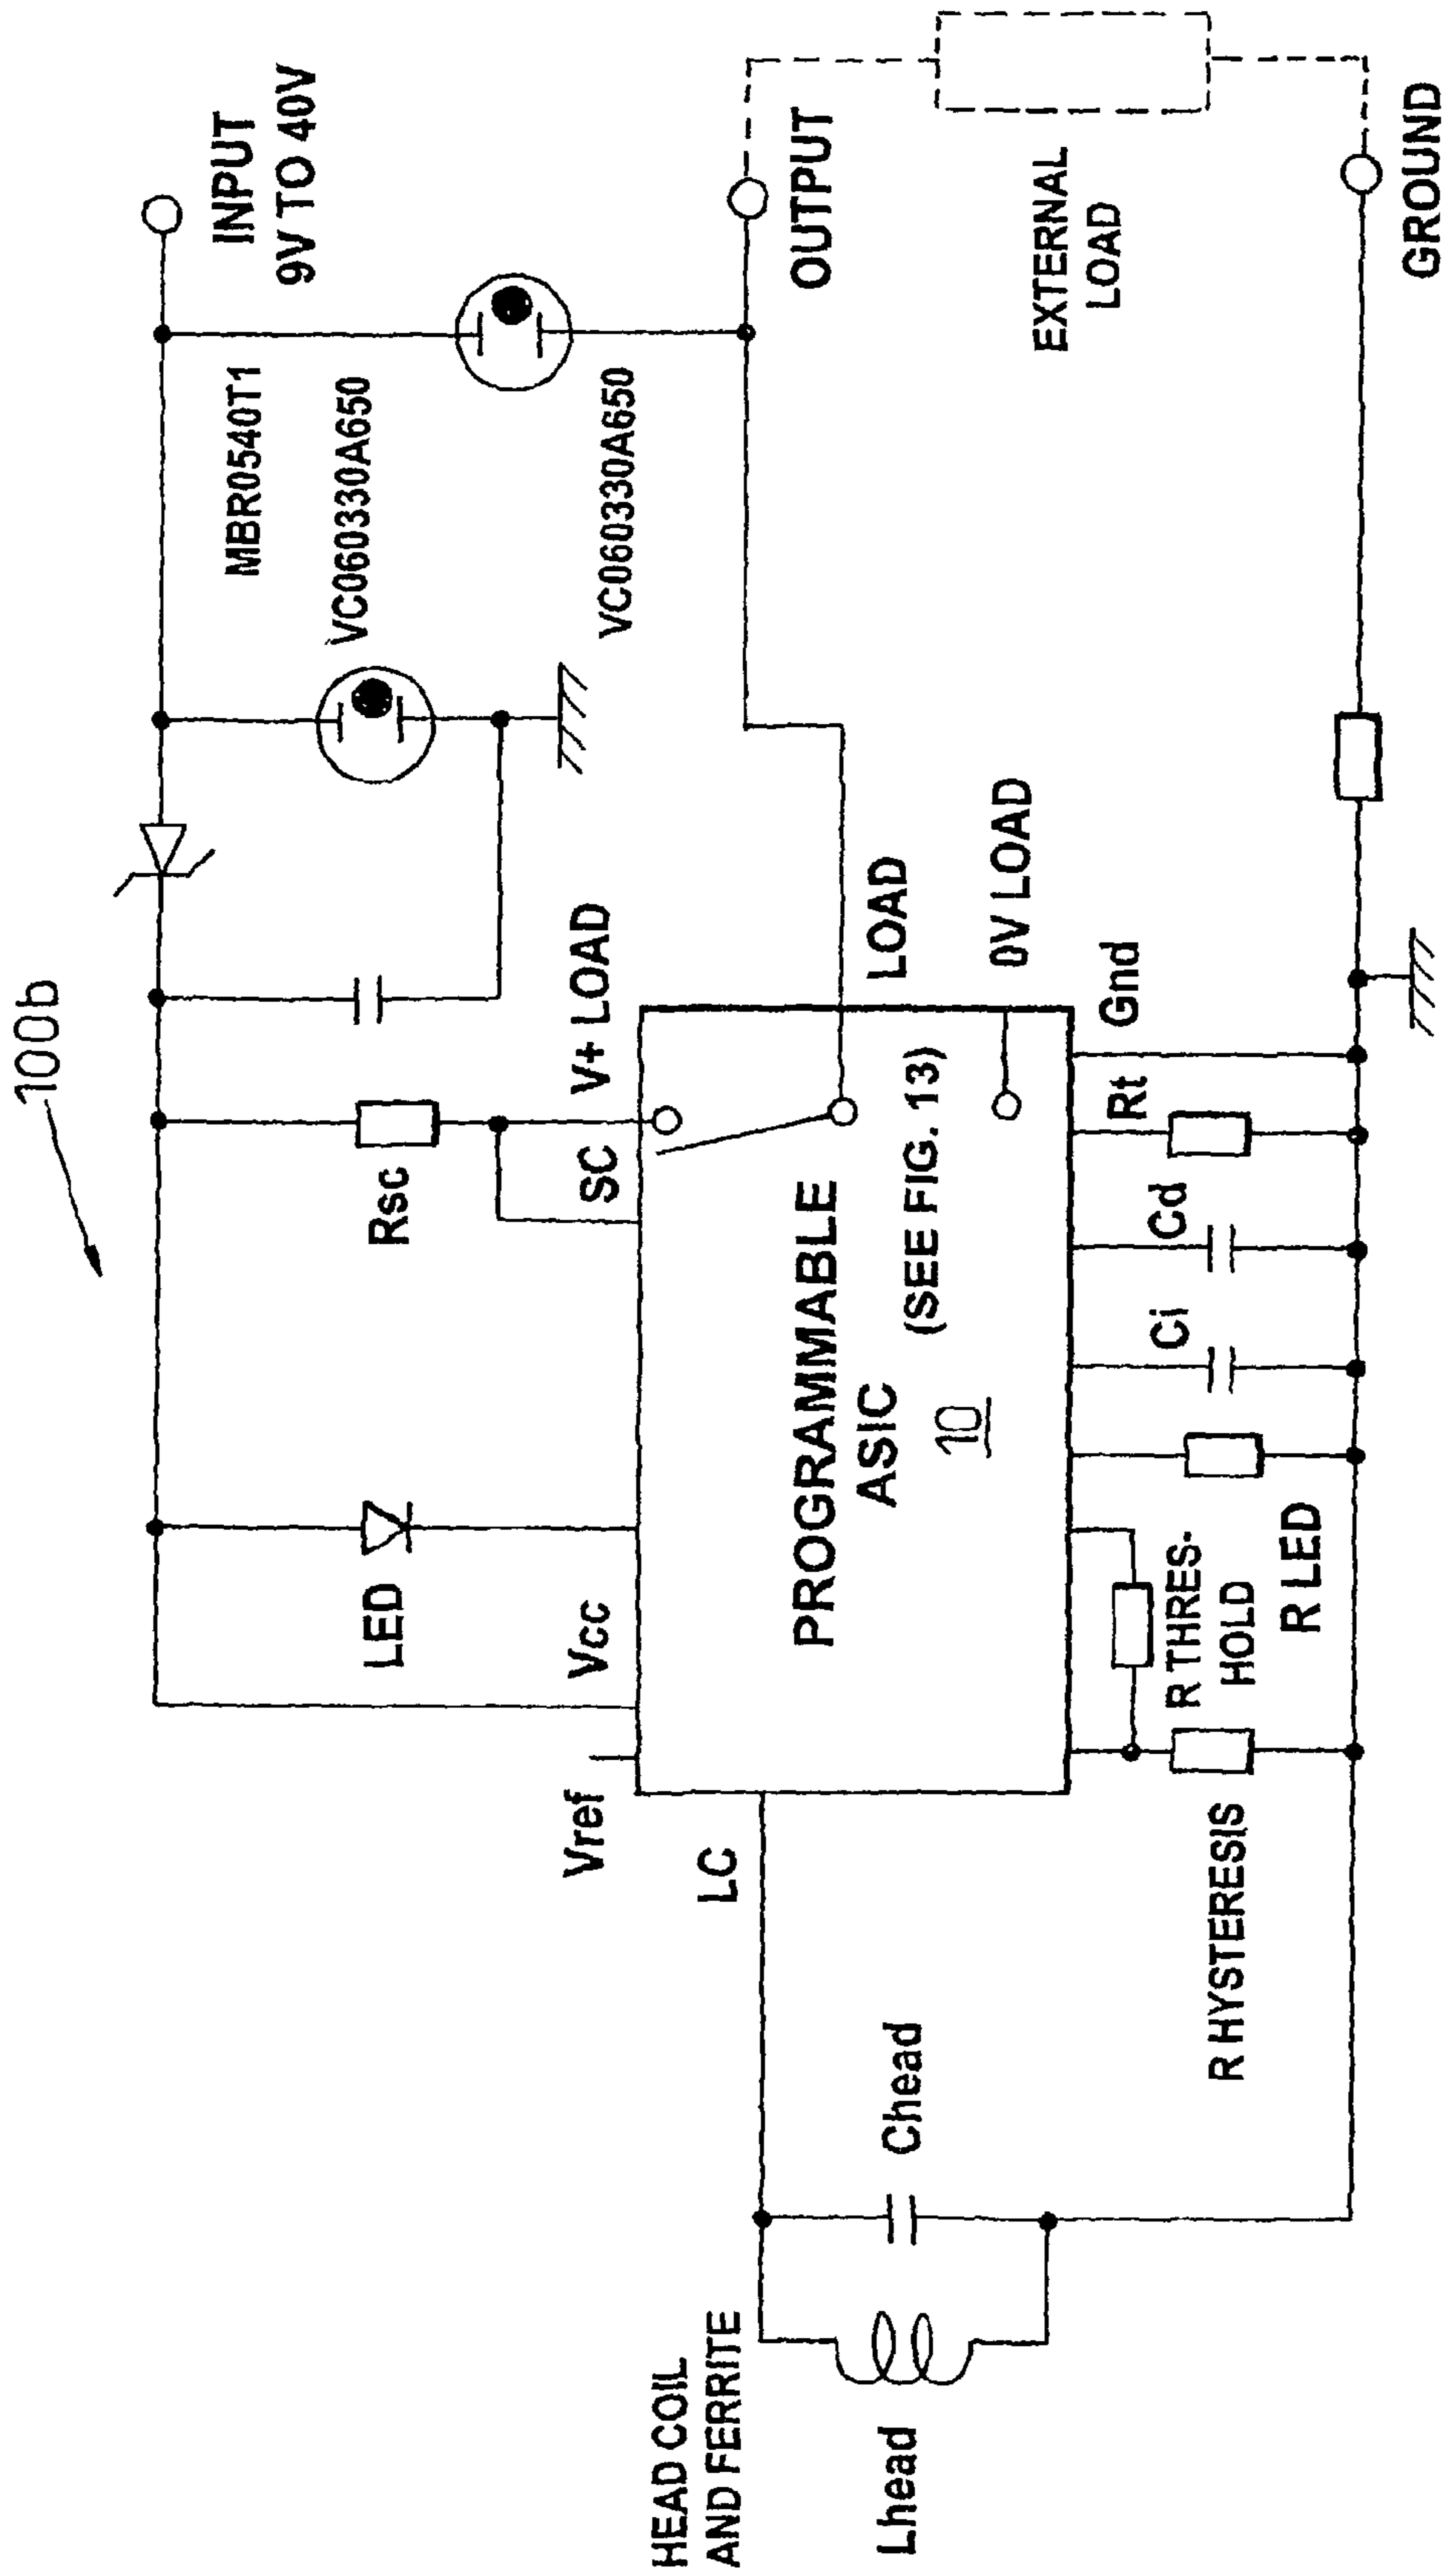 100b
INPUT
9V TO 40V
MBR0540T1
VC060330A650
VC060330A650
OUTPUT
EXTERNAL
LOAD
GROUND
LED
Rsc
Vref
Vcc
SC
V+ LOAD
LOAD
0V LOAD
LC
PROGRAMMABLE
ASIC
(SEE FIG. 13)
10
Gnd
HEAD COIL
AND FERRITE
Lhead
Chead
R HYSTERESIS
R THRES-
HOLD
R LED
Ci
Cd
Rt